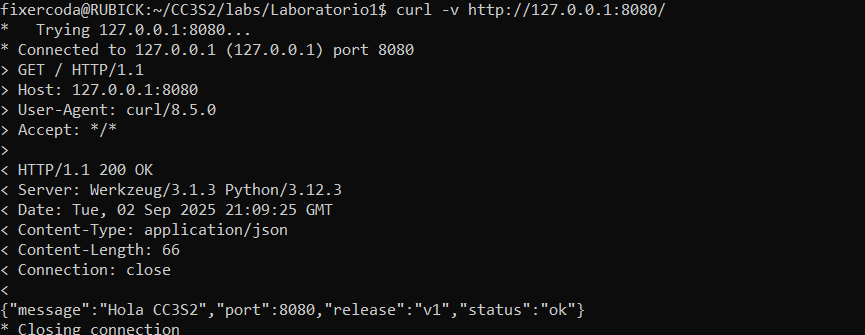 fixercoda@RUBICK:~/CC3S2/labs/Laboratorio1$ curl -v http://127.0.0.1:8080/
*   Trying 127.0.0.1:8080...
* Connected to 127.0.0.1 (127.0.0.1) port 8080
> GET / HTTP/1.1
> Host: 127.0.0.1:8080
> User-Agent: curl/8.5.0
> Accept: */*
>
< HTTP/1.1 200 OK
< Server: Werkzeug/3.1.3 Python/3.12.3
< Date: Tue, 02 Sep 2025 21:09:25 GMT
< Content-Type: application/json
< Content-Length: 66
< Connection: close
<
{"message":"Hola CC3S2","port":8080,"release":"v1","status":"ok"}
* Closing connection